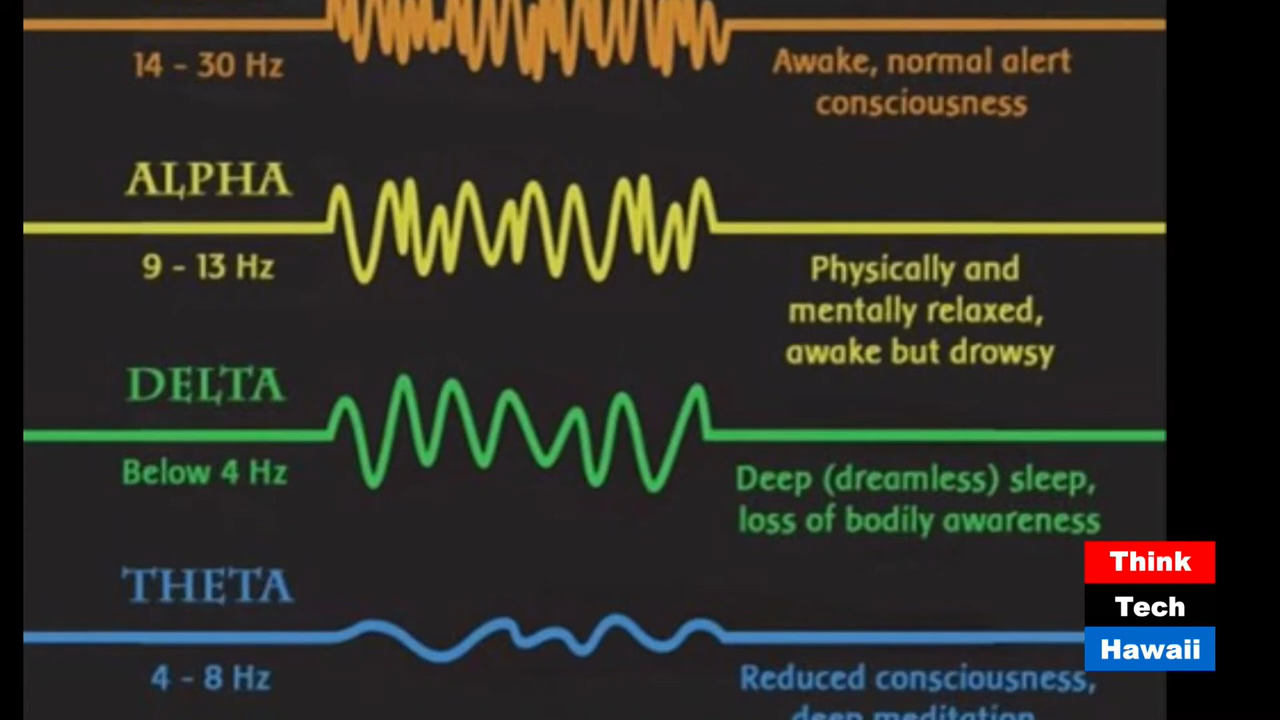 14 - 30 Hz
Awake, normal alert
consciousness
ALPHA
9 - 13 Hz
Physically and
mentally relaxed,
awake but drowsy
DELTA
Below 4 Hz
Deep (dreamless) sleep,
loss of bodily awareness
THETA
4 - 8 Hz
Reduced consciousness,
deep meditation
Think
Tech
Hawaii